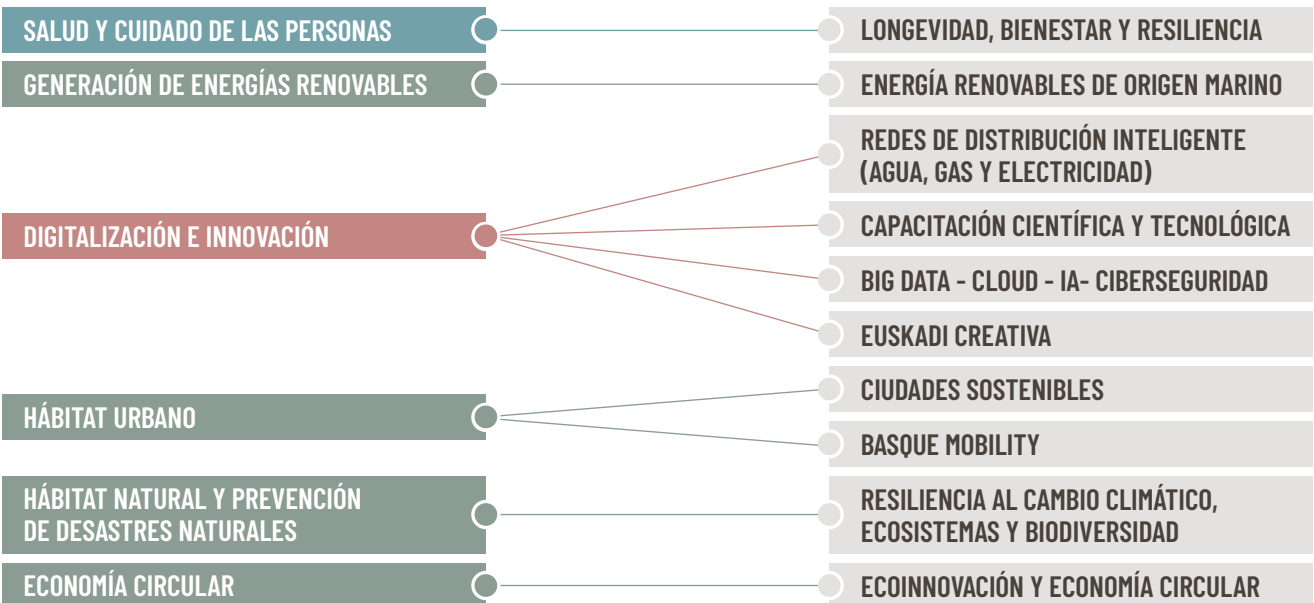 SALUD Y CUIDADO DE LAS PERSONAS
LONGEVIDAD, BIENESTAR Y RESILIENCIA
GENERACIÓN DE ENERGÍAS RENOVABLES
ENERGÍA RENOVABLES DE ORIGEN MARINO
DIGITALIZACIÓN E INNOVACIÓN
REDES DE DISTRIBUCIÓN INTELIGENTE
(AGUA, GAS Y ELECTRICIDAD)
CAPACITACIÓN CIENTÍFICA Y TECNOLÓGICA
BIG DATA - CLOUD - IA- CIBERSEGURIDAD
EUSKADI CREATIVA
HÁBITAT URBANO
CIUDADES SOSTENIBLES
BASQUE MOBILITY
HÁBITAT NATURAL Y PREVENCIÓN
DE DESASTRES NATURALES
RESILIENCIA AL CAMBIO CLIMÁTICO,
ECOSISTEMAS Y BIODIVERSIDAD
ECONOMÍA CIRCULAR
ECOINNOVACIÓN Y ECONOMÍA CIRCULAR